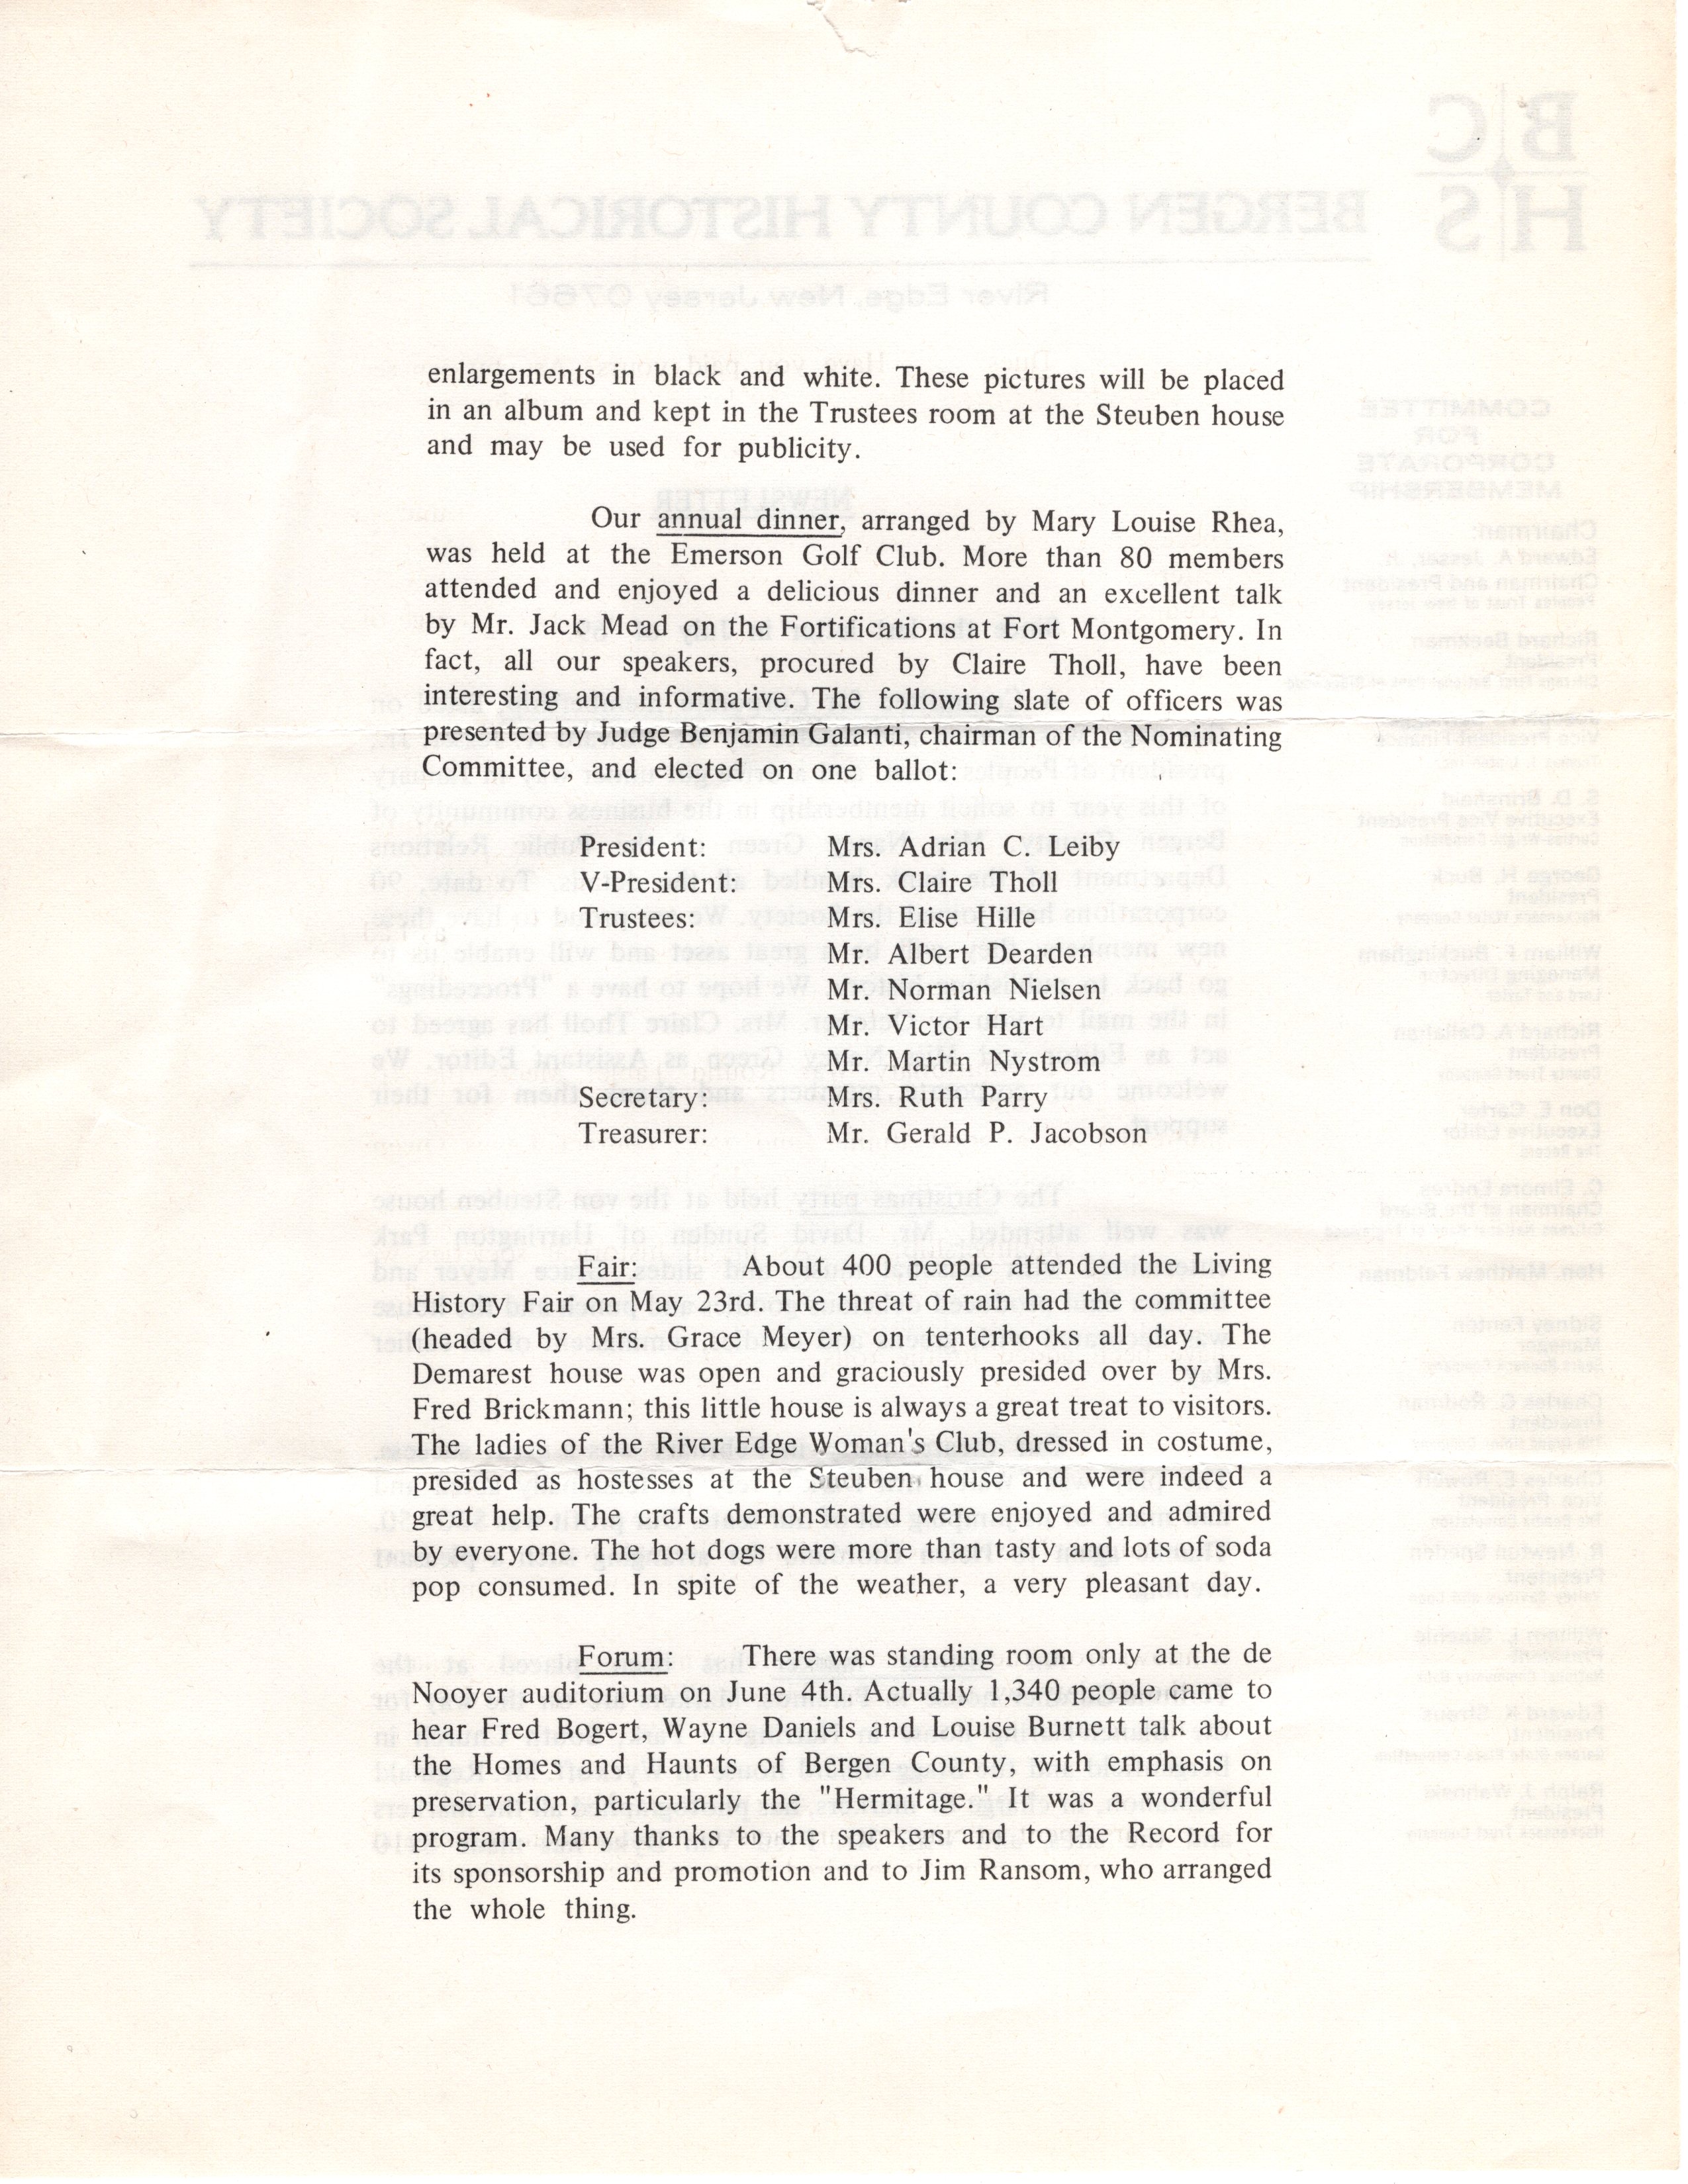 BERGEN COUNTY HISTORICAL SOCIETY
River Edge, New Jersey 07661
enlargements in black and white. These pictures will be placed
in an album and kept in the Trustees room at the Steuben house
and may be used for publicity.
Our annual dinner, arranged by Mary Louise Rhea,
was held at the Emerson Golf Club. More than 80 members
attended and enjoyed a delicious dinner and an excellent talk
by Mr. Jack Mead on the Fortifications at Fort Montgomery. In
fact, all our speakers, procured by Claire Tholl, have been
interesting and informative. The following slate of officers was
presented by Judge Benjamin Galanti, chairman of the Nominating
Committee, and elected on one ballot:
President: Mrs. Adrian C. Leiby
V-President: Mrs. Claire Tholl
Trustees: Mrs. Elise Hille
Mr. Albert Dearden
Mr. Norman Nielsen
Mr. Victor Hart
Mr. Martin Nystrom
Secretary: Mrs. Ruth Parry
Treasurer: Mr. Gerald P. Jacobson
Fair: About 400 people attended the Living
History Fair on May 23rd. The threat of rain had the committee
(headed by Mrs. Grace Meyer) on tenterhooks all day. The
Demarest house was open and graciously presided over by Mrs.
Fred Brickmann; this little house is always a great treat to visitors.
The ladies of the River Edge Woman's Club, dressed in costume,
presided as hostesses at the Steuben house and were indeed a
great help. The crafts demonstrated were enjoyed and admired
by everyone. The hot dogs were more than tasty and lots of soda
pop consumed. In spite of the weather, a very pleasant day.
Forum: There was standing room only at the de
Nooyer auditorium on June 4th. Actually 1,340 people came to
hear Fred Bogert, Wayne Daniels and Louise Burnett talk about
the Homes and Haunts of Bergen County, with emphasis on
preservation, particularly the "Hermitage." It was a wonderful
program. Many thanks to the speakers and to the Record for
its sponsorship and promotion and to Jim Ransom, who arranged
the whole thing.